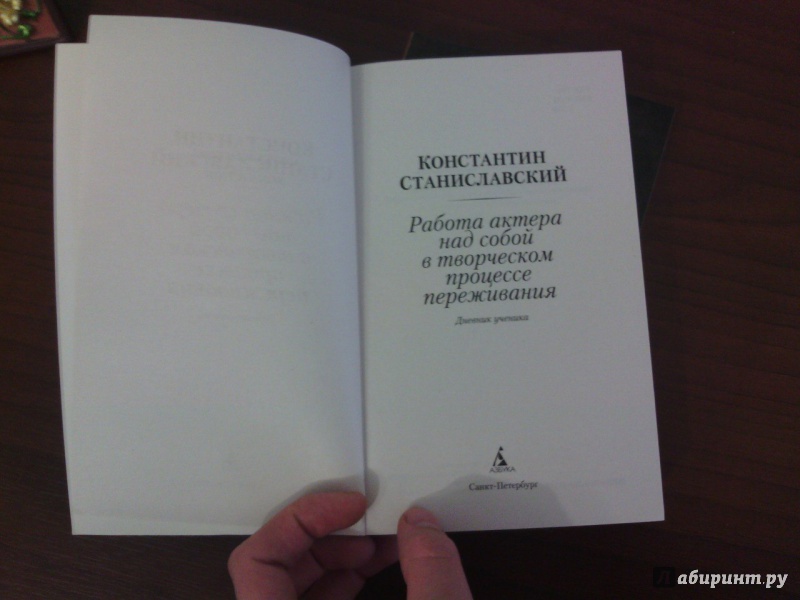 КОНСТАНТИН
СТАНИСЛАВСКИЙ
Работа актера
над собой
в творческом
процессе
переживания
Дневник ученика
АЗБУКА
Санкт-Петербург
Лабиринт.ру